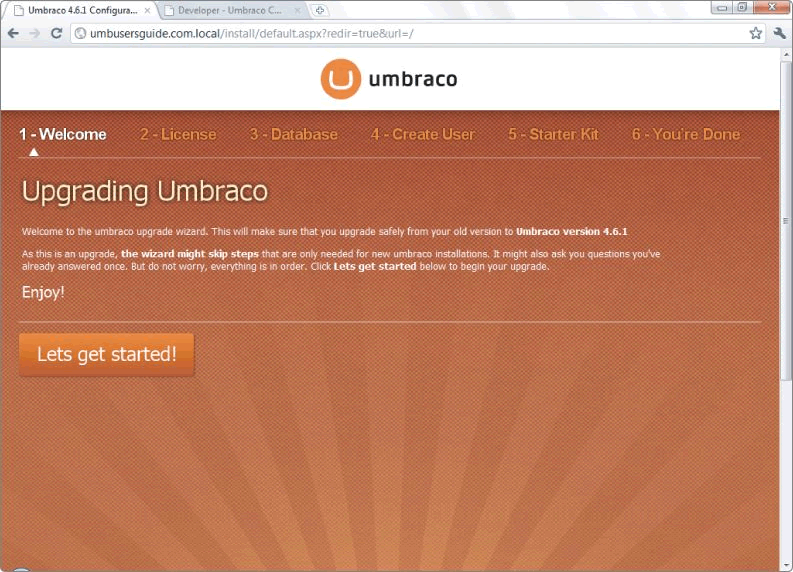 Umbraco 4.6.1 Configura...
Developer - Umbraco C...
umbusersguide.com.local/install/default.aspx?redir=true&url=/
umbraco
1 - Welcome 2 - License 3 - Database 4 - Create User 5 - Starter Kit 6 - You're Done
Upgrading Umbraco
Welcome to the umbraco upgrade wizard. This will make sure that you upgrade safely from your old version to Umbraco version 4.6.1
As this is an upgrade, the wizard might skip steps that are only needed for new umbraco installations. It might also ask you questions you've
already answered once. But do not worry, everything is in order. Click Lets get started below to begin your upgrade.
Enjoy!
Lets get started!